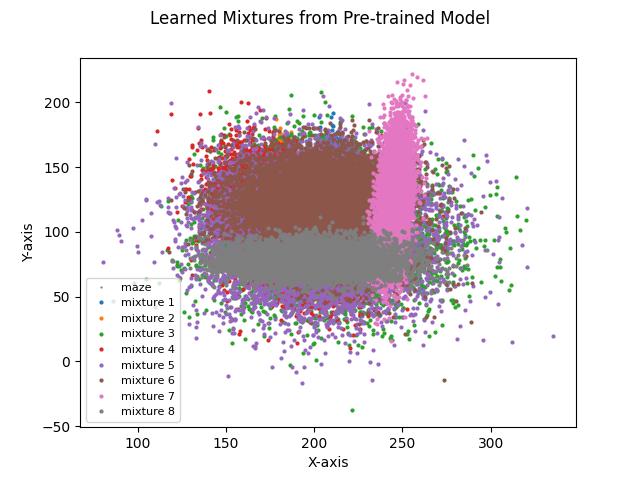 Learned Mixtures from Pre-trained Model
200
150
100
50
0
−50
Y-axis
maze
mixture 1
mixture 2
mixture 3
mixture 4
mixture 5
mixture 6
mixture 7
mixture 8
100 150 200 250 300
X-axis